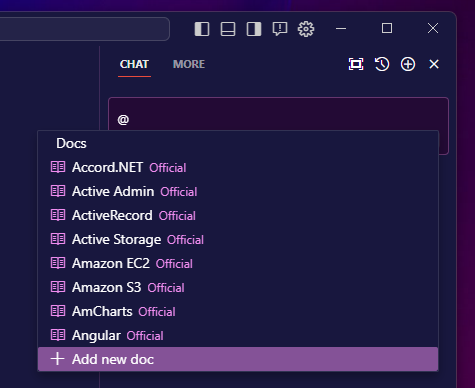 CHAT MORE
@
Docs
Accord.NET Official
Active Admin Official
ActiveRecord Official
Active Storage Official
Amazon EC2 Official
Amazon S3 Official
AmCharts Official
Angular Official
Add new doc